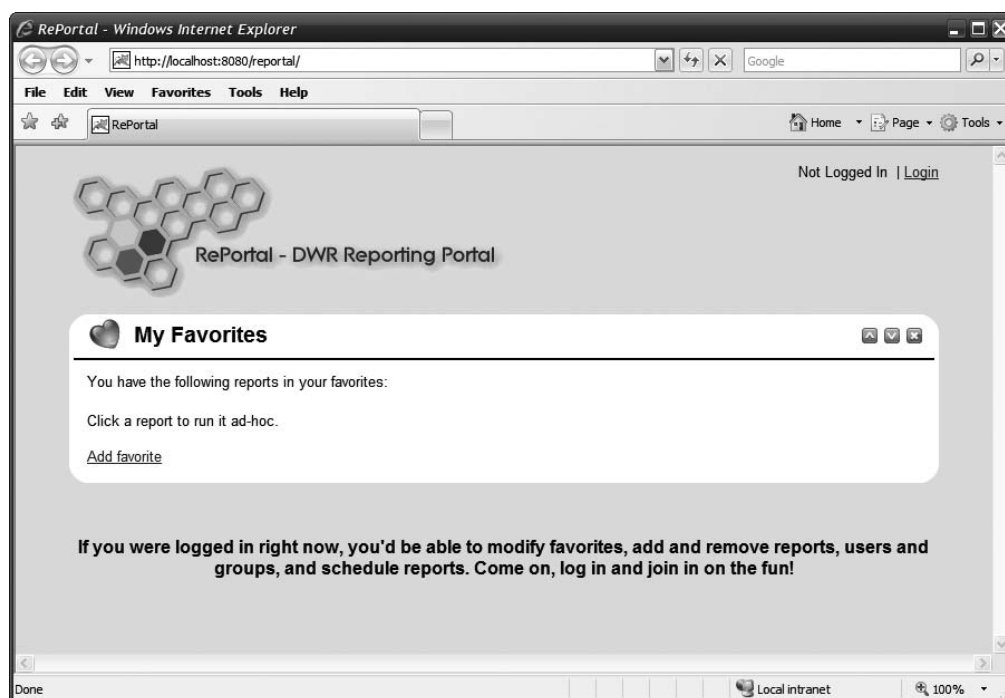 RePortal - Windows Internet Explorer
http://localhost:8080/reportal/
Google
File Edit View Favorites Tools Help
RePortal
Home Page Tools
Not Logged In | Login
RePortal - DWR Reporting Portal
My Favorites
You have the following reports in your favorites:
Click a report to run it ad-hoc.
Add favorite
If you were logged in right now, you'd be able to modify favorites, add and remove reports, users and
groups, and schedule reports. Come on, log in and join in on the fun!
Done
Local intranet
100%